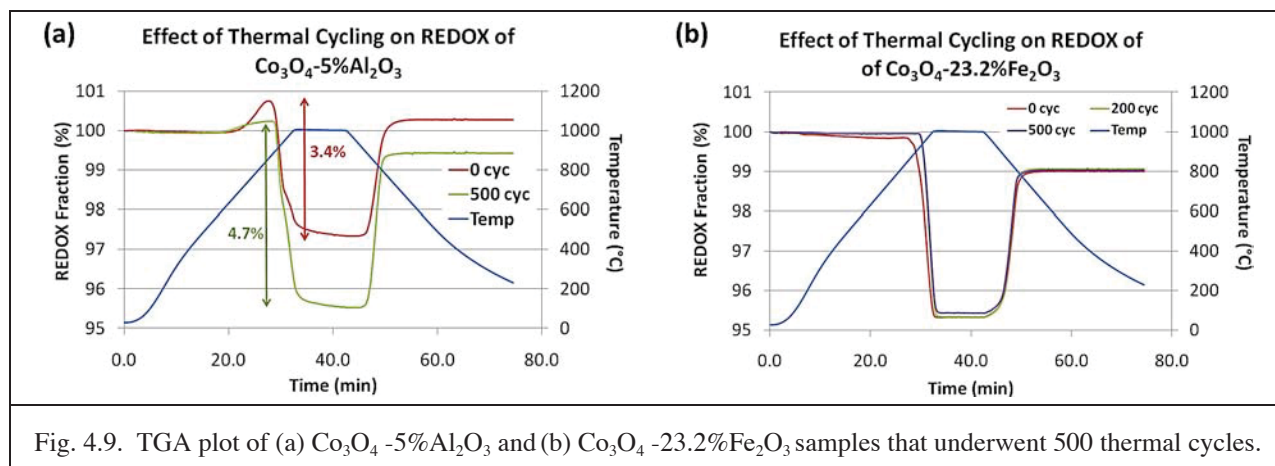 (a)
Effect of Thermal Cycling on REDOX of
Co₃O₄-5%Al₂O₃
REDOX Fraction (%)
101
100
99
98
97
96
95
1200
1000
800
600
400
200
0
Temperature (°C)
3.4%
4.7%
0 cyc
500 cyc
Temp
0.0 20.0 40.0 60.0 80.0
Time (min)
(b)
Effect of Thermal Cycling on REDOX of
of Co₃O₄-23.2%Fe₂O₃
REDOX Fraction (%)
101
100
99
98
97
96
95
1200
1000
800
600
400
200
0
Temperature (°C)
0 cyc 200 cyc
500 cyc Temp
0.0 20.0 40.0 60.0 80.0
Time (min)
Fig. 4.9. TGA plot of (a) Co₃O₄ -5%Al₂O₃ and (b) Co₃O₄ -23.2%Fe₂O₃ samples that underwent 500 thermal cycles.